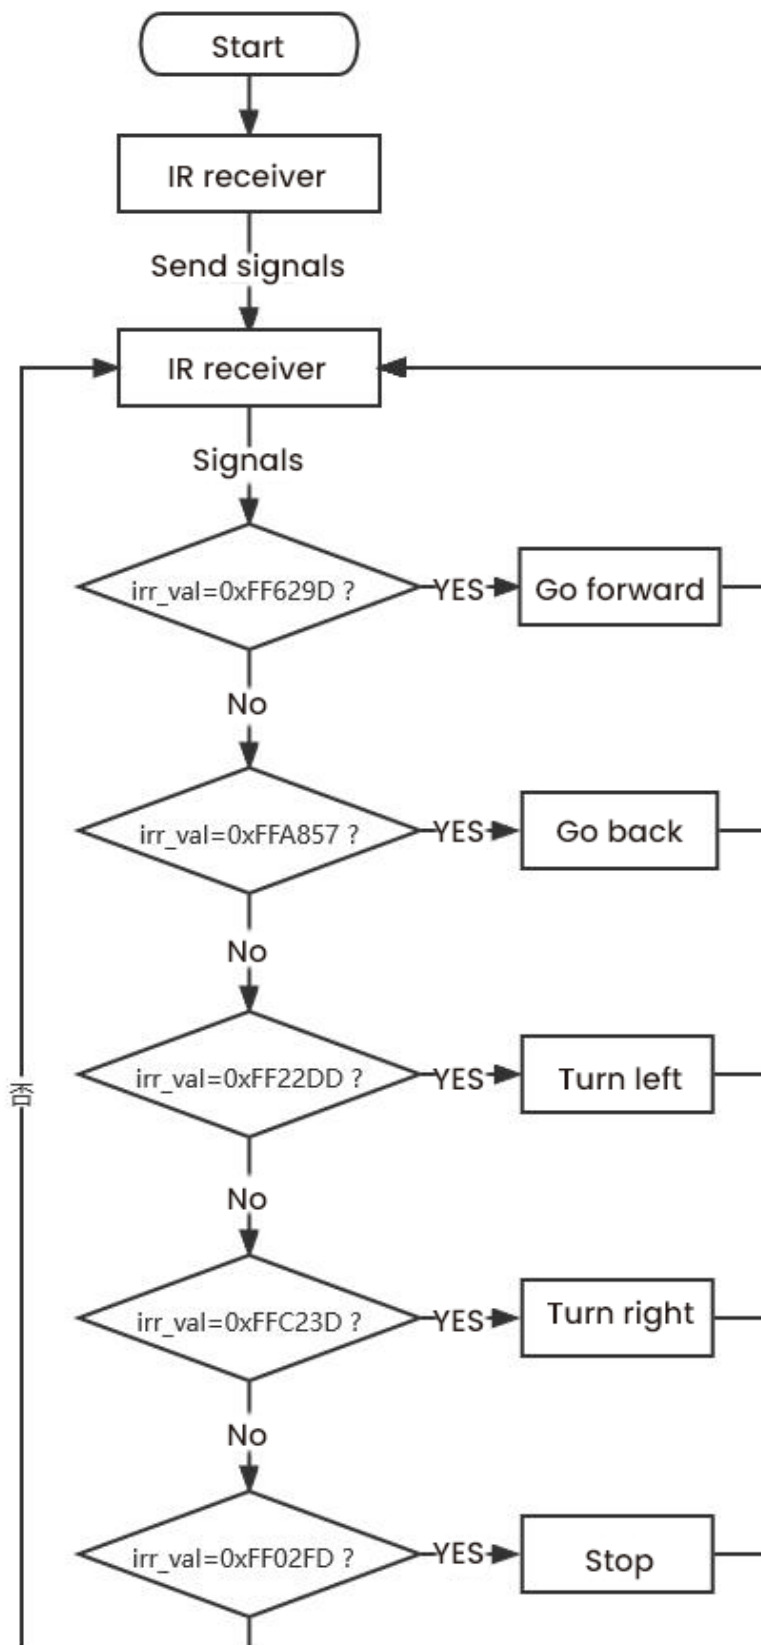 Start
IR receiver
Send signals
IR receiver
Signals
irr_val=0xFF629D ?
YES
Go forward
No
irr_val=0xFFA857 ?
YES
Go back
No
irr_val=0xFF22DD ?
YES
Turn left
否
No
irr_val=0xFFC23D ?
YES
Turn right
No
irr_val=0xFF02FD ?
YES
Stop